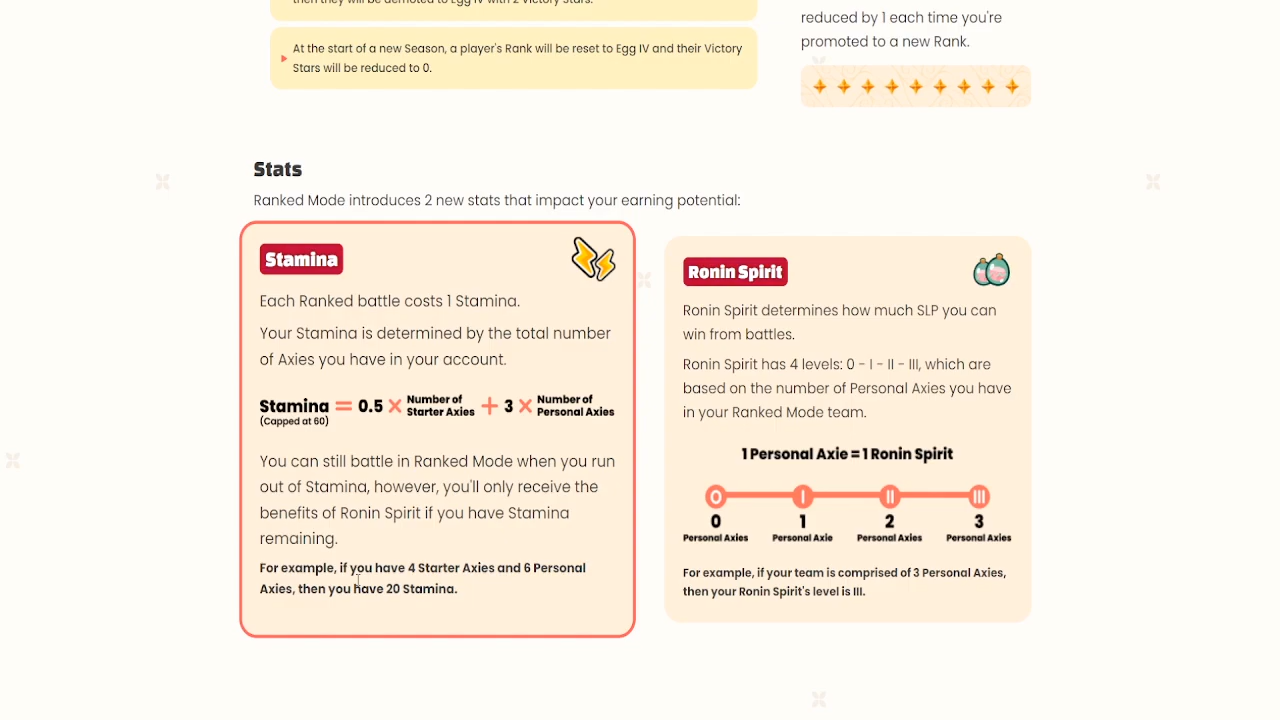 then they will be demoted to Egg IV with 2 Victory Stars.
At the start of a new Season, a player's Rank will be reset to Egg IV and their Victory
Stars will be reduced to 0.
reduced by 1 each time you're
promoted to a new Rank.
Stats
Ranked Mode introduces 2 new stats that impact your earning potential:
Stamina
Each Ranked battle costs 1 Stamina.
Your Stamina is determined by the total number
of Axies you have in your account.
Stamina = 0.5 × Number of Starter Axies + 3 × Number of Personal Axies
(Capped at 60)
You can still battle in Ranked Mode when you run
out of Stamina, however, you'll only receive the
benefits of Ronin Spirit if you have Stamina
remaining.
For example, if you have 4 Starter Axies and 6 Personal
Axies, then you have 20 Stamina.
Ronin Spirit
Ronin Spirit determines how much SLP you can
win from battles.
Ronin Spirit has 4 levels: 0 - I - II - III, which are
based on the number of Personal Axies you have
in your Ranked Mode team.
1 Personal Axie = 1 Ronin Spirit
0 I II III
0 1 2 3
Personal Axies Personal Axie Personal Axies Personal Axies
For example, if your team is comprised of 3 Personal Axies,
then your Ronin Spirit's level is III.